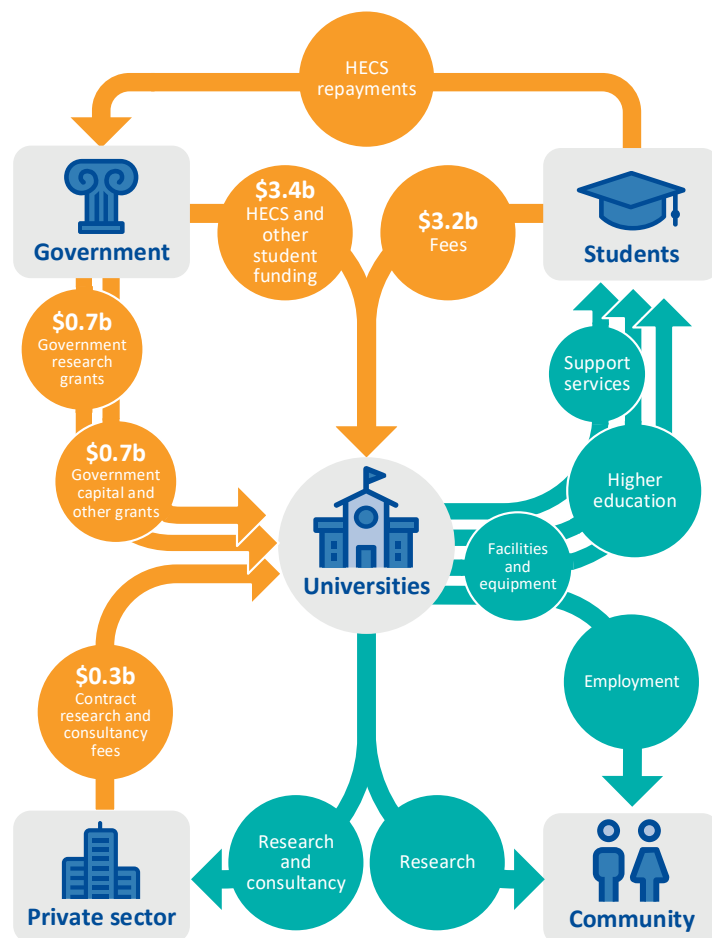 HECS
repayments
Government
$3.4b
HECS and
other
student
funding
$3.2b
Fees
Students
$0.7b
Government
research
grants
Support
services
$0.7b
Government
capital and
other grants
Higher
education
Universities
Facilities
and
equipment
$0.3b
Contract
research and
consultancy
fees
Employment
Research
and
consultancy
Research
Private sector
Community